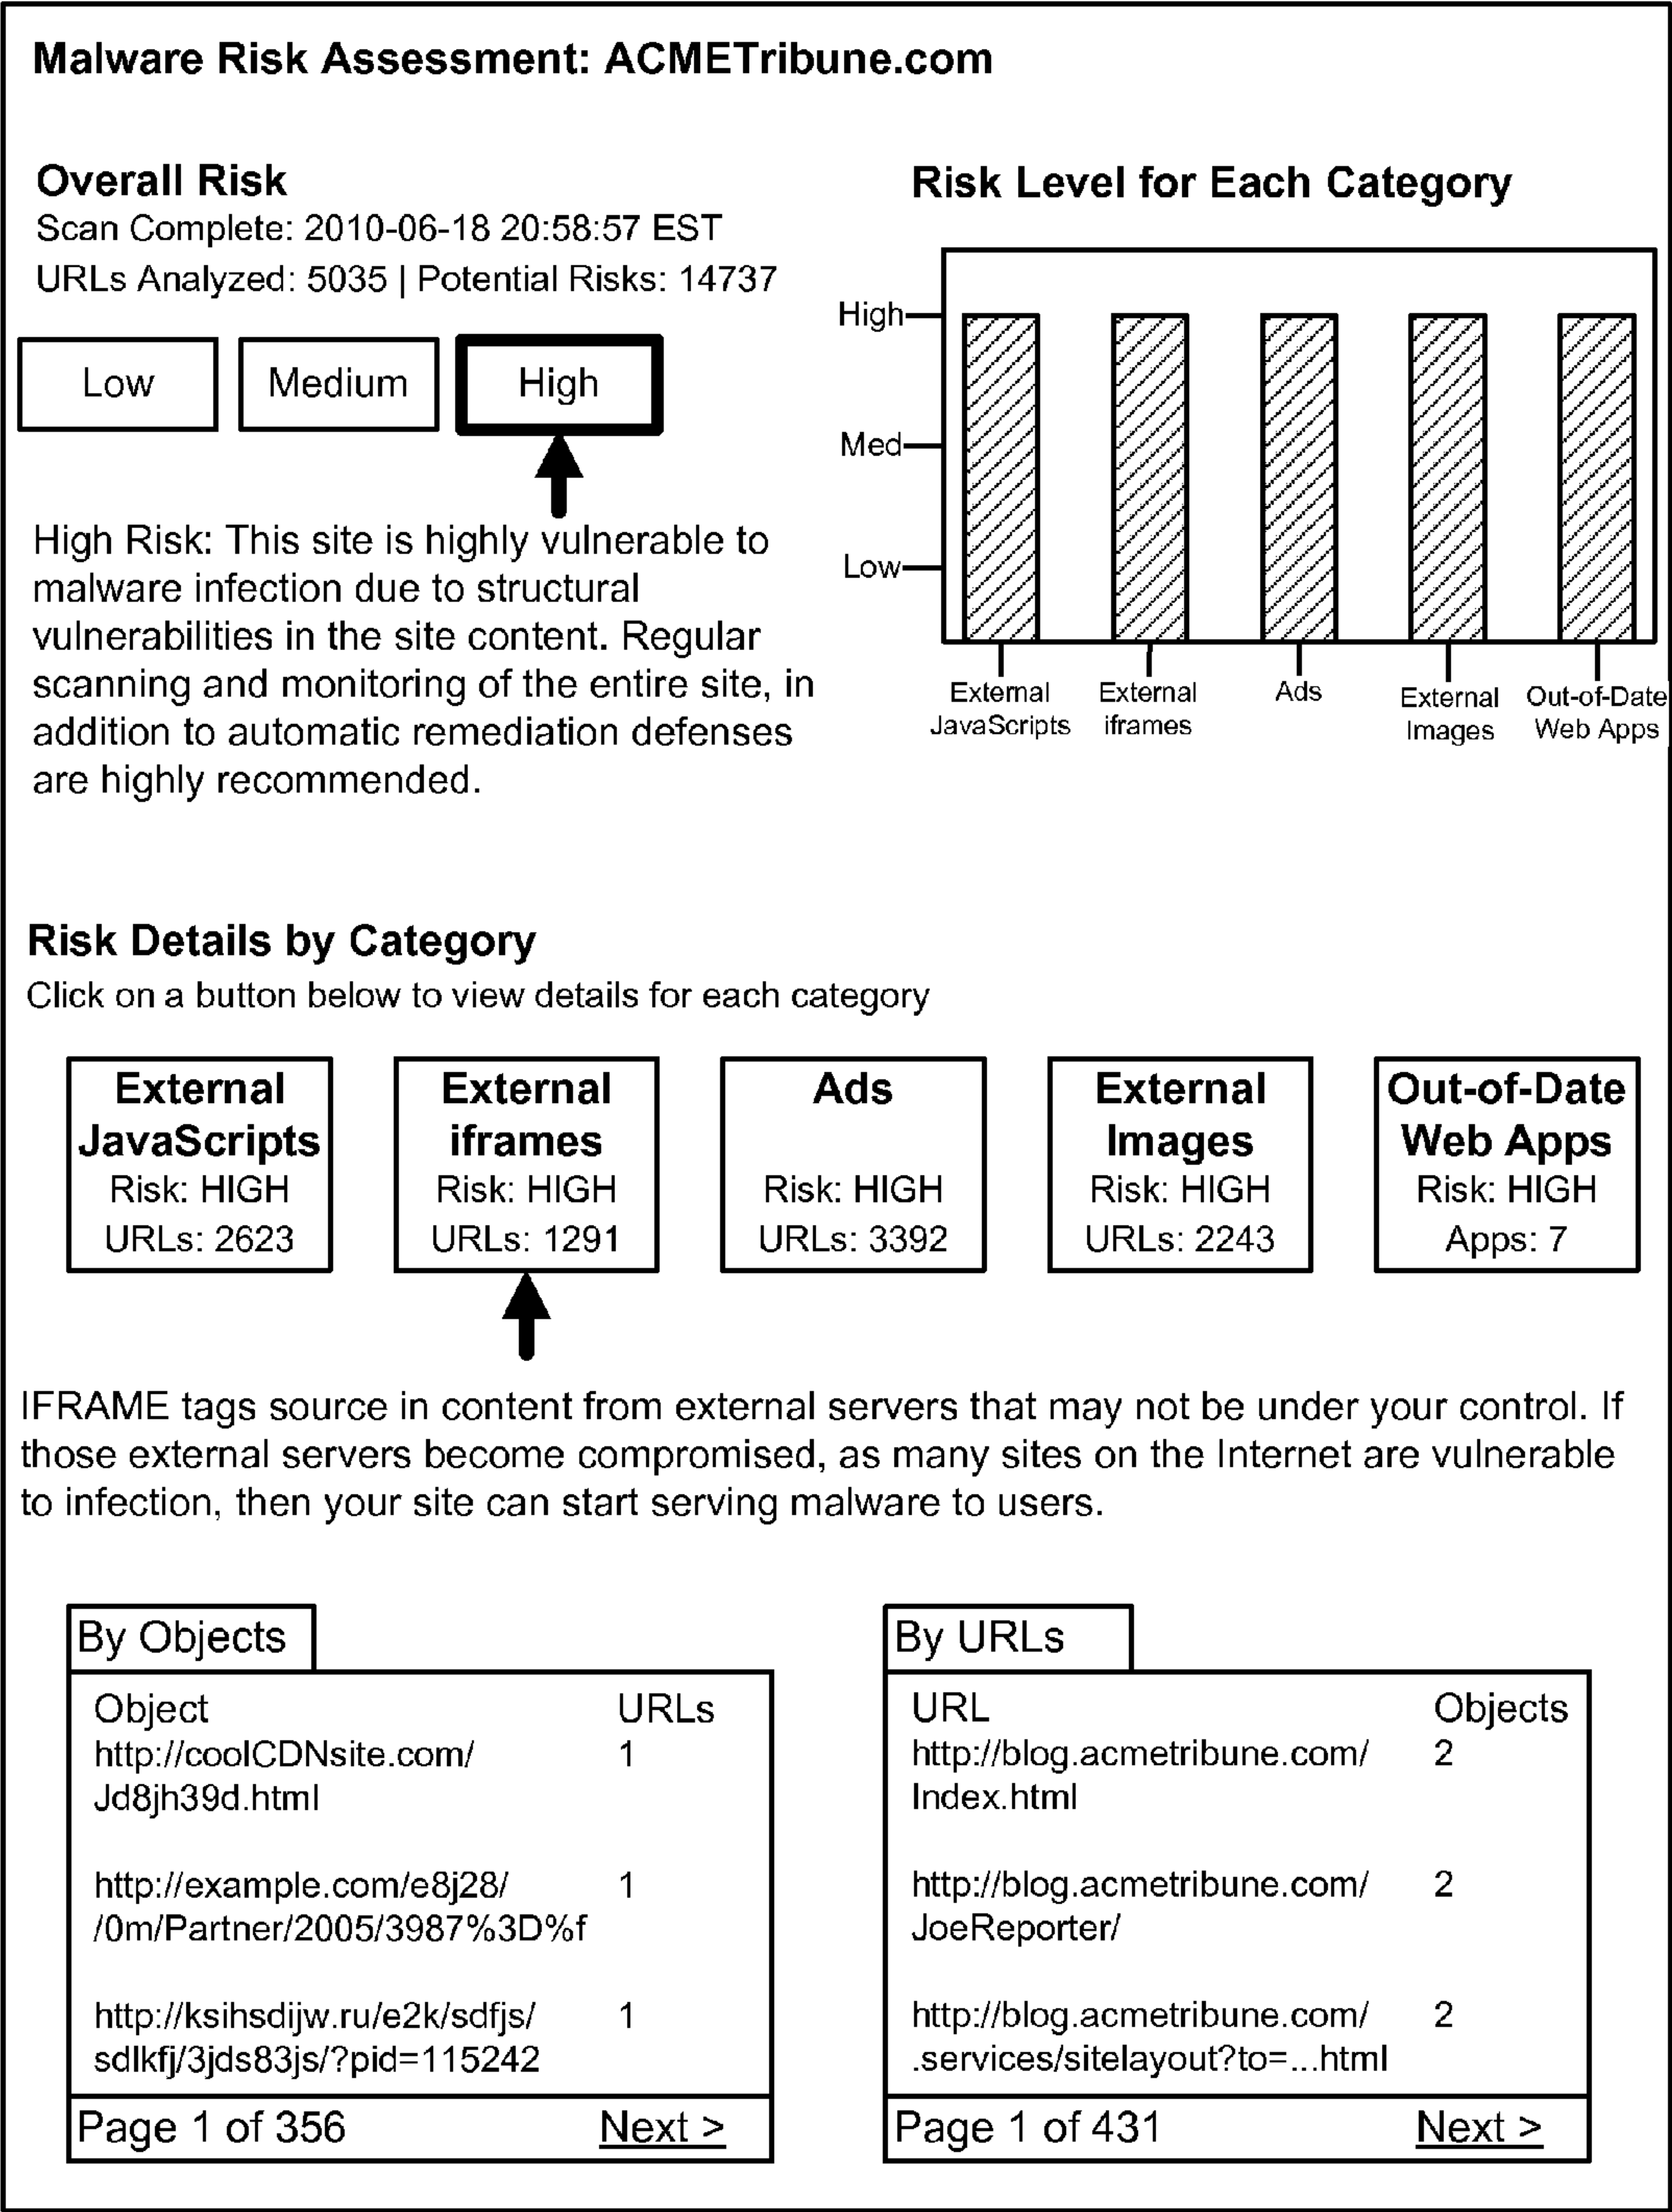 Malware Risk Assessment: ACMETribune.com
Overall Risk
Scan Complete: 2010-06-18 20:58:57 EST
URLs Analyzed: 5035 | Potential Risks: 14737
Low
Medium
High
High Risk: This site is highly vulnerable to
malware infection due to structural
vulnerabilities in the site content. Regular
scanning and monitoring of the entire site, in
addition to automatic remediation defenses
are highly recommended.
Risk Level for Each Category
High
Med
Low
External
JavaScripts
External
iframes
Ads
External
Images
Out-of-Date
Web Apps
Risk Details by Category
Click on a button below to view details for each category
External
JavaScripts
Risk: HIGH
URLs: 2623
External
iframes
Risk: HIGH
URLs: 1291
Ads
Risk: HIGH
URLs: 3392
External
Images
Risk: HIGH
URLs: 2243
Out-of-Date
Web Apps
Risk: HIGH
Apps: 7
IFRAME tags source in content from external servers that may not be under your control. If
those external servers become compromised, as many sites on the Internet are vulnerable
to infection, then your site can start serving malware to users.
By Objects
Object URLs
http://coolCDNsite.com/ 1
Jd8jh39d.html
http://example.com/e8j28/ 1
/0m/Partner/2005/3987%3D%f
http://ksihsdijw.ru/e2k/sdfjs/ 1
sdlkfj/3jds83js/?pid=115242
Page 1 of 356 Next >
By URLs
URL Objects
http://blog.acmetribune.com/ 2
Index.html
http://blog.acmetribune.com/ 2
JoeReporter/
http://blog.acmetribune.com/ 2
.services/sitelayout?to=...html
Page 1 of 431 Next >